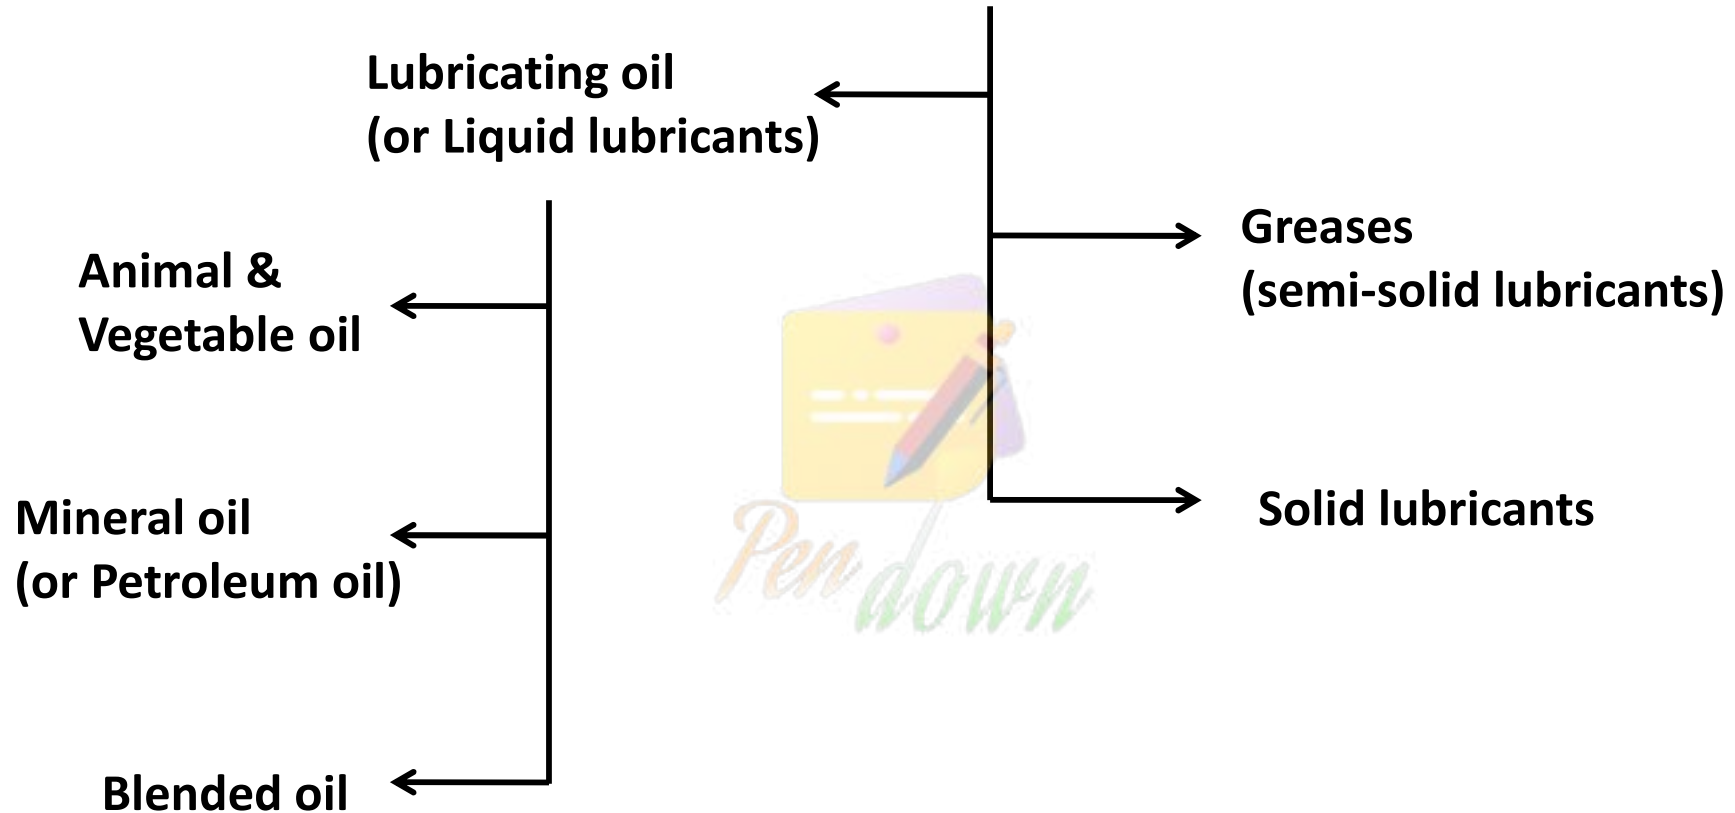 Lubricating oil
(or Liquid lubricants)
Greases
(semi-solid lubricants)
Animal &
Vegetable oil
Mineral oil
(or Petroleum oil)
Solid lubricants
Pen down
Blended oil